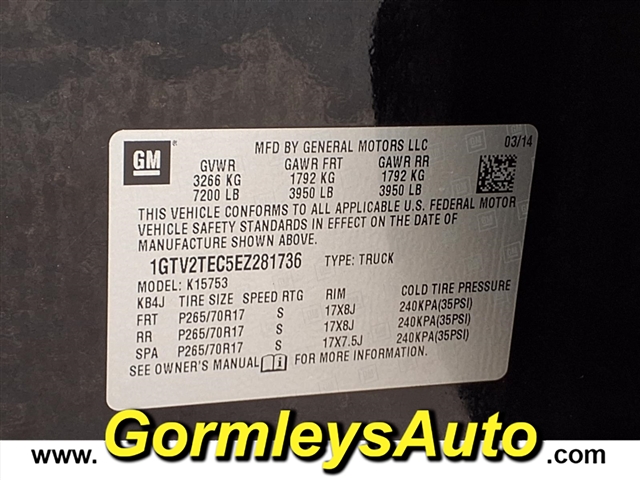 GM
MFD BY GENERAL MOTORS LLC
03/14
GVWR GAWR FRT GAWR RR
3266 KG 1792 KG 1792 KG
7200 LB 3950 LB 3950 LB
THIS VEHICLE CONFORMS TO ALL APPLICABLE U.S. FEDERAL MOTOR
VEHICLE SAFETY STANDARDS IN EFFECT ON THE DATE OF
MANUFACTURE SHOWN ABOVE.
1GTV2TEC5EZ281736 TYPE: TRUCK
MODEL: K15753
KB4J TIRE SIZE SPEED RTG RIM COLD TIRE PRESSURE
FRT P265/70R17 S 17X8J 240KPA(35PSI)
RR P265/70R17 S 17X8J 240KPA(35PSI)
SPA P265/70R17 S 17X7.5J 240KPA(35PSI)
SEE OWNER'S MANUAL FOR MORE INFORMATION.
www.GormleysAuto.com